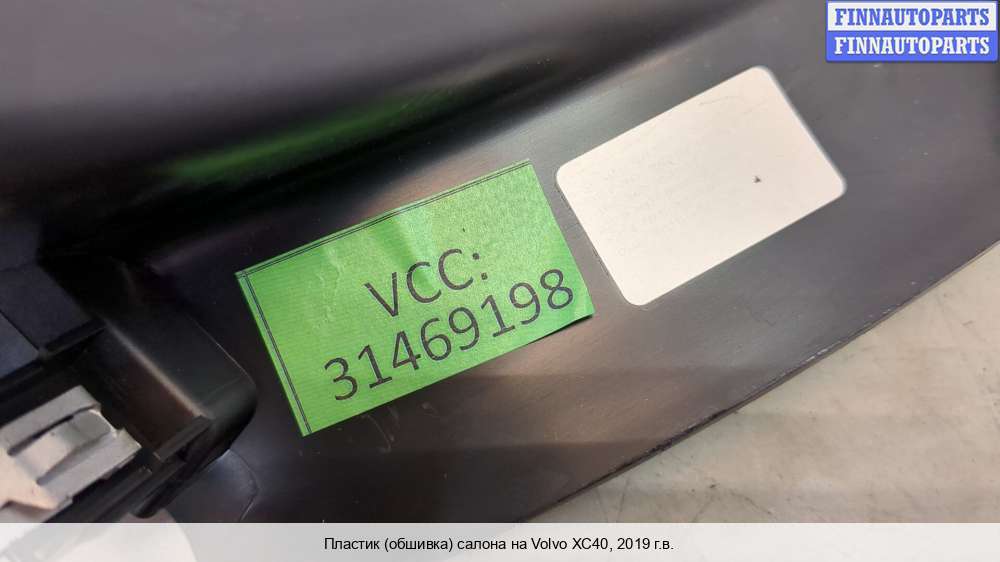 FINNAUTOPARTS
FINNAUTOPARTS
VCC:
31469198
Пластик (обшивка) салона на Volvo XC40, 2019 г.в.